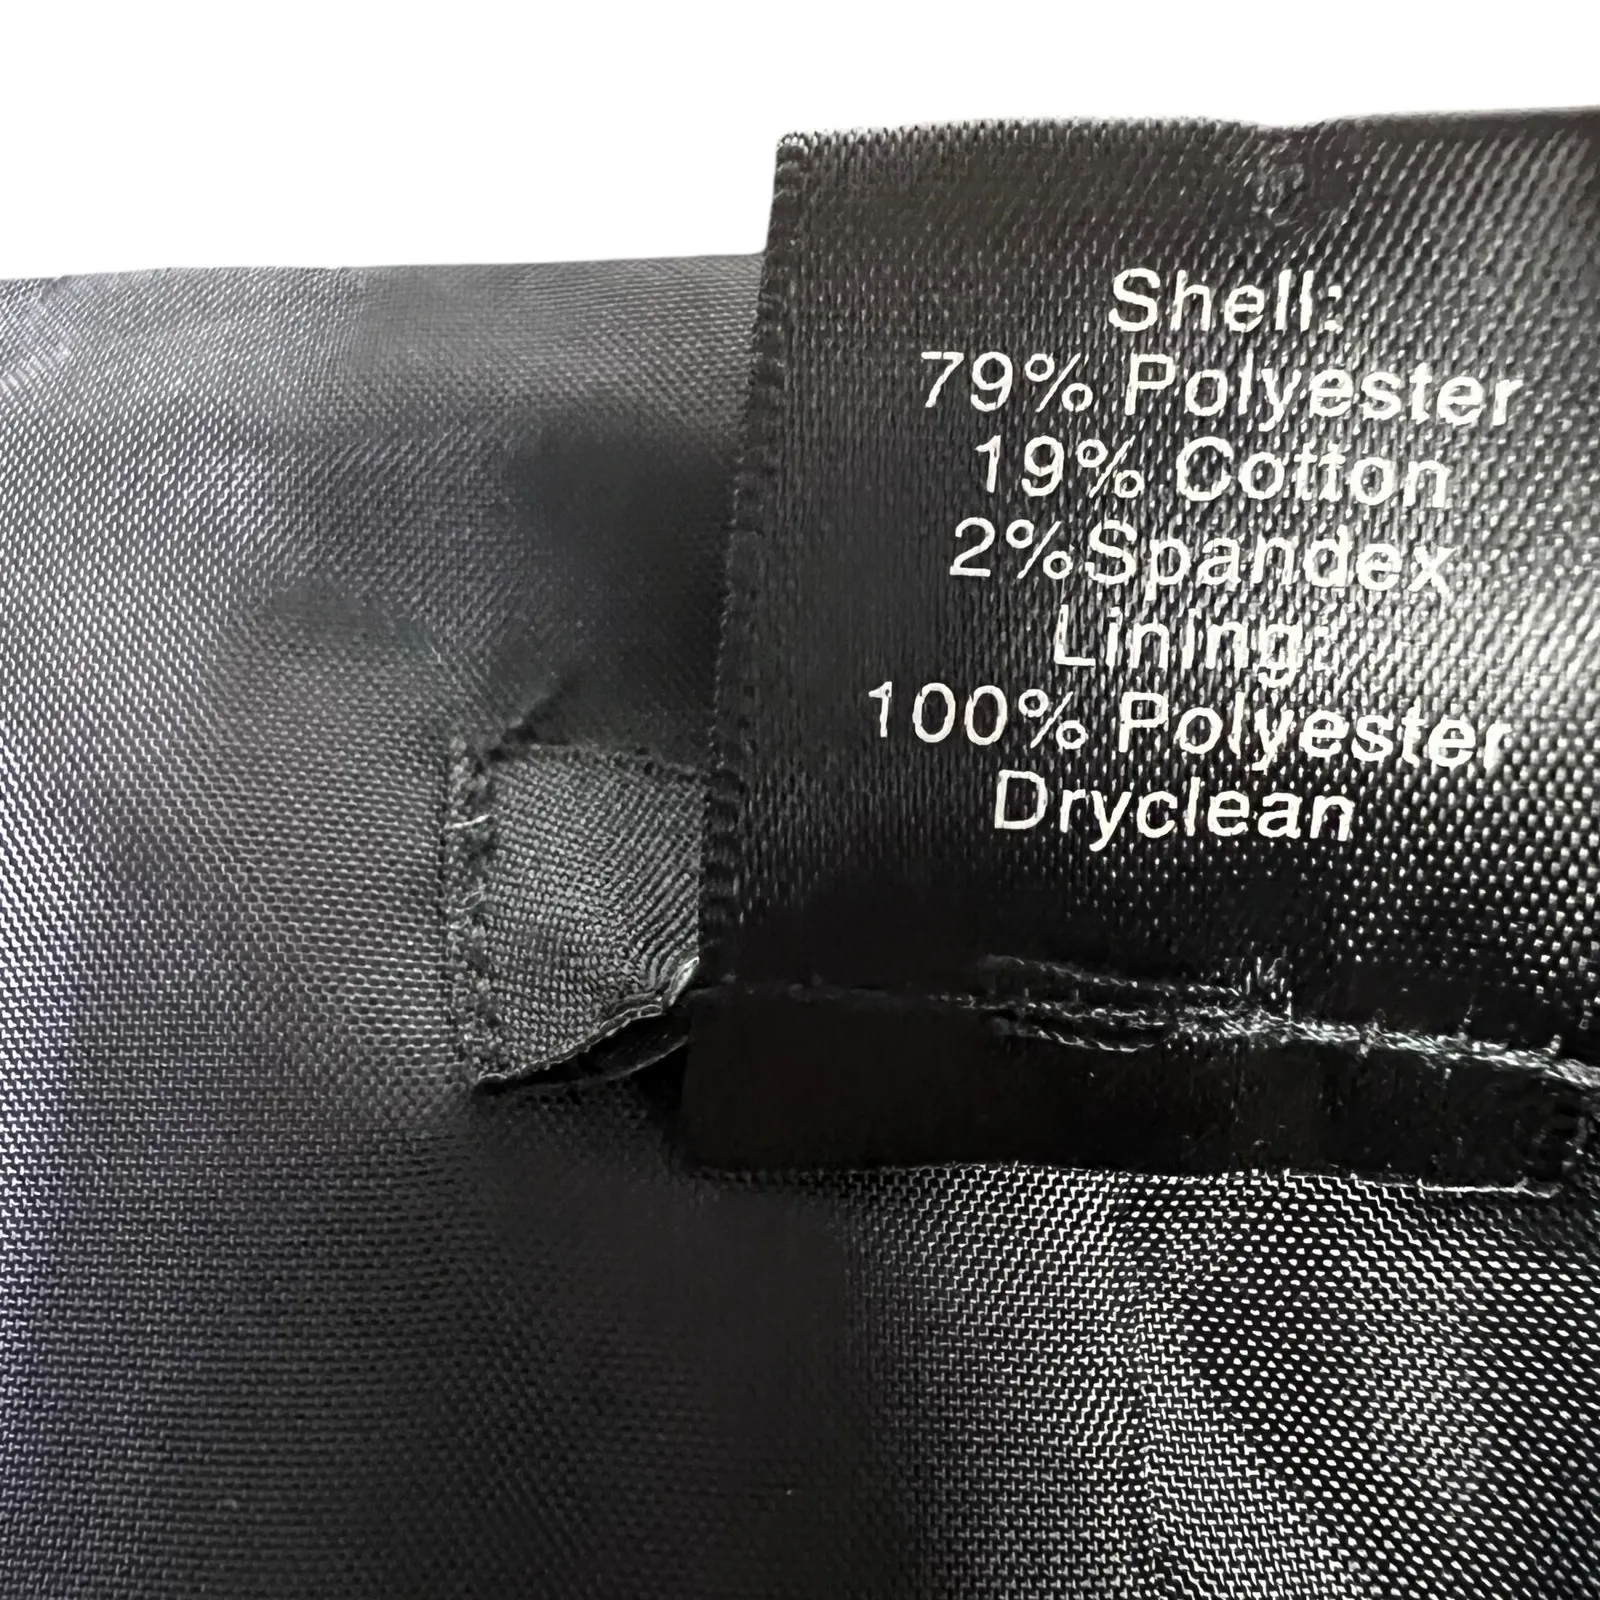 Shell:
79% Polyester
19% Cotton
2%Spandex
Lining:
100% Polyester
Dryclean